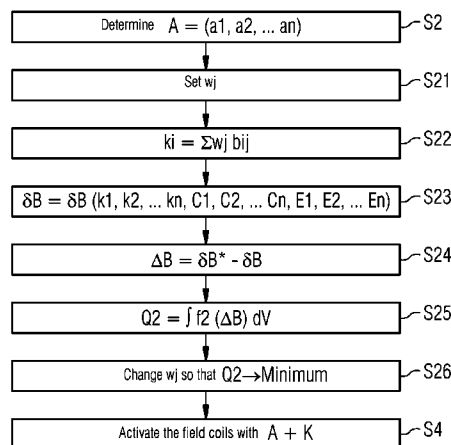 Determine A = (a1, a2, ... an) S2
Set wj S21
ki = Σwj bij S22
δB = δB (k1, k2, ... kn, C1, C2, ... Cn, E1, E2, ... En) S23
ΔB = δB* - δB S24
Q2 = ∫ f2 (ΔB) dV S25
Change wj so that Q2→Minimum S26
Activate the field coils with A + K S4